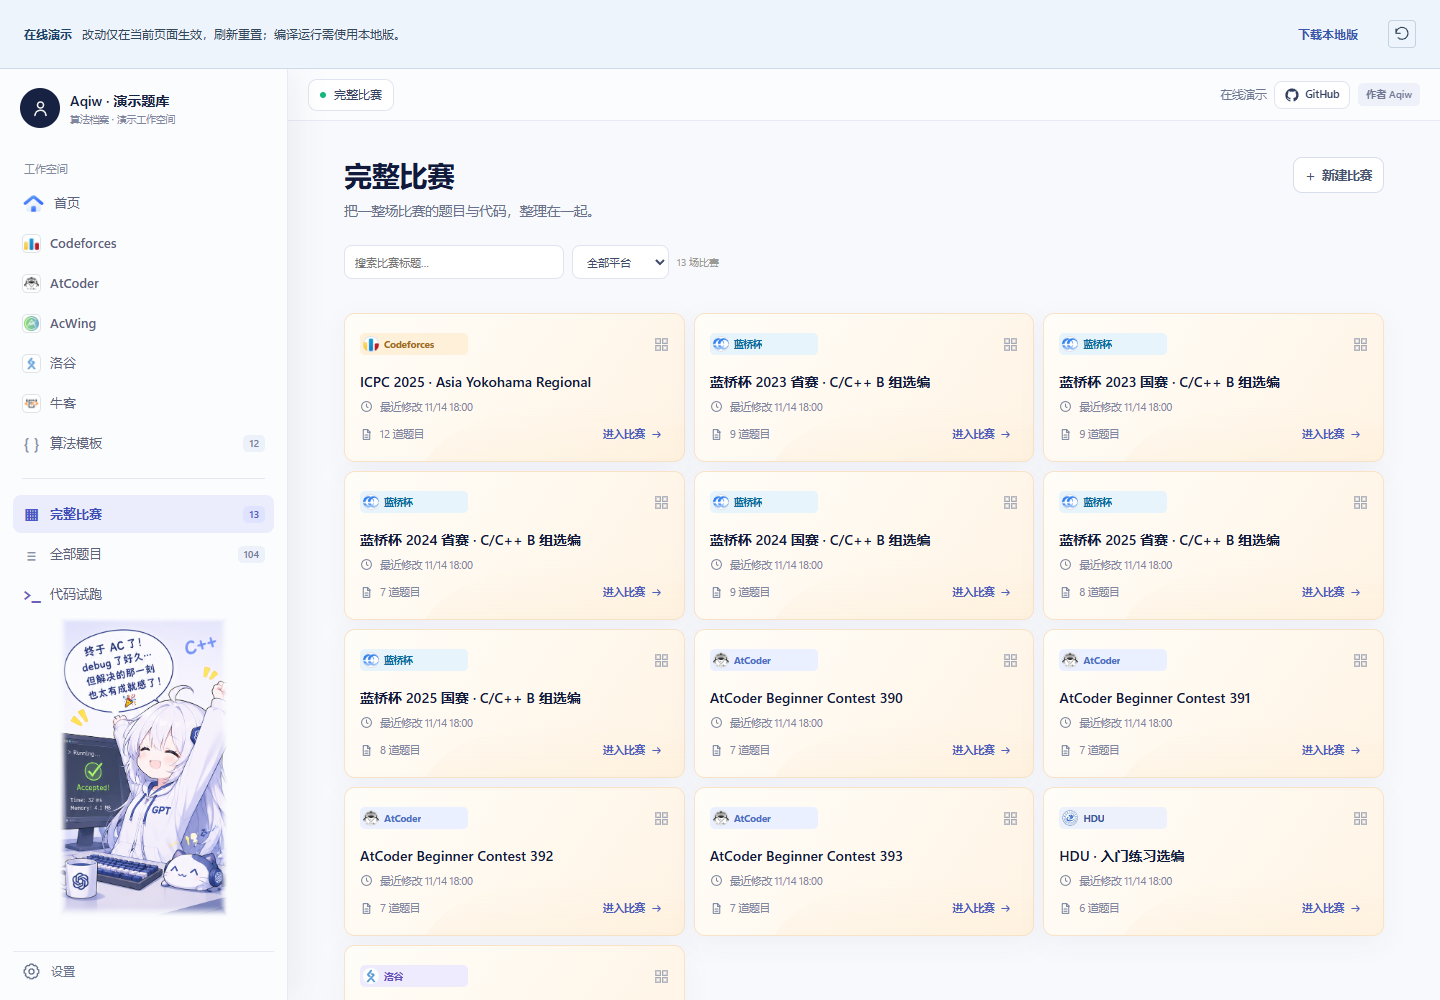 在线演示 改动仅在当前页面生效，刷新重置；编译运行需使用本地版。
下载本地版
Aqiw · 演示题库
算法档案 · 演示工作空间
工作空间
首页
Codeforces
AtCoder
AcWing
洛谷
牛客
{ } 算法模板 12
完整比赛 13
全部题目 104
>_ 代码试跑
终于 AC 了！
debug 了好久…
但解决的那一刻
也太有成就感了！
C++
> Running...
Accepted!
Time: 32 ms
Memory: 4.1 MB
GPT
设置
完整比赛
在线演示
GitHub
作者 Aqiw
完整比赛
+ 新建比赛
把一整场比赛的题目与代码，整理在一起。
搜索比赛标题...
全部平台
13 场比赛
Codeforces
ICPC 2025 · Asia Yokohama Regional
最近修改 11/14 18:00
12 道题目 进入比赛 →
蓝桥杯
蓝桥杯 2023 省赛 · C/C++ B 组选编
最近修改 11/14 18:00
9 道题目 进入比赛 →
蓝桥杯
蓝桥杯 2023 国赛 · C/C++ B 组选编
最近修改 11/14 18:00
9 道题目 进入比赛 →
蓝桥杯
蓝桥杯 2024 省赛 · C/C++ B 组选编
最近修改 11/14 18:00
7 道题目 进入比赛 →
蓝桥杯
蓝桥杯 2024 国赛 · C/C++ B 组选编
最近修改 11/14 18:00
9 道题目 进入比赛 →
蓝桥杯
蓝桥杯 2025 省赛 · C/C++ B 组选编
最近修改 11/14 18:00
8 道题目 进入比赛 →
蓝桥杯
蓝桥杯 2025 国赛 · C/C++ B 组选编
最近修改 11/14 18:00
8 道题目 进入比赛 →
AtCoder
AtCoder Beginner Contest 390
最近修改 11/14 18:00
7 道题目 进入比赛 →
AtCoder
AtCoder Beginner Contest 391
最近修改 11/14 18:00
7 道题目 进入比赛 →
AtCoder
AtCoder Beginner Contest 392
最近修改 11/14 18:00
7 道题目 进入比赛 →
AtCoder
AtCoder Beginner Contest 393
最近修改 11/14 18:00
7 道题目 进入比赛 →
HDU
HDU · 入门练习选编
最近修改 11/14 18:00
6 道题目 进入比赛 →
洛谷